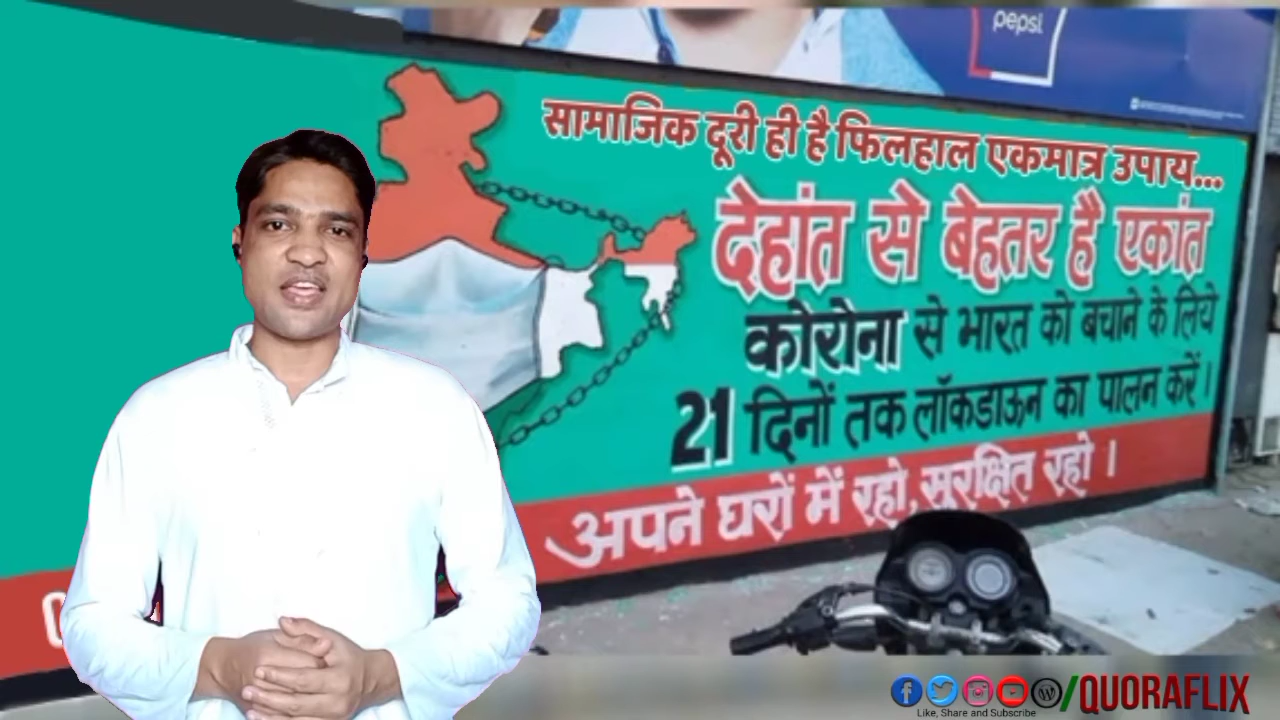 pepsi
सामाजिक दूरी ही है फिलहाल एकमात्र उपाय...
देहांत से बेहतर है एकांत
कोरोना से भारत को बचाने के लिये
21 दिनों तक लॉकडाऊन का पालन करें।
अपने घरों में रहो, सुरक्षित रहो।
/QUORAFLIX
Like, Share and Subscribe